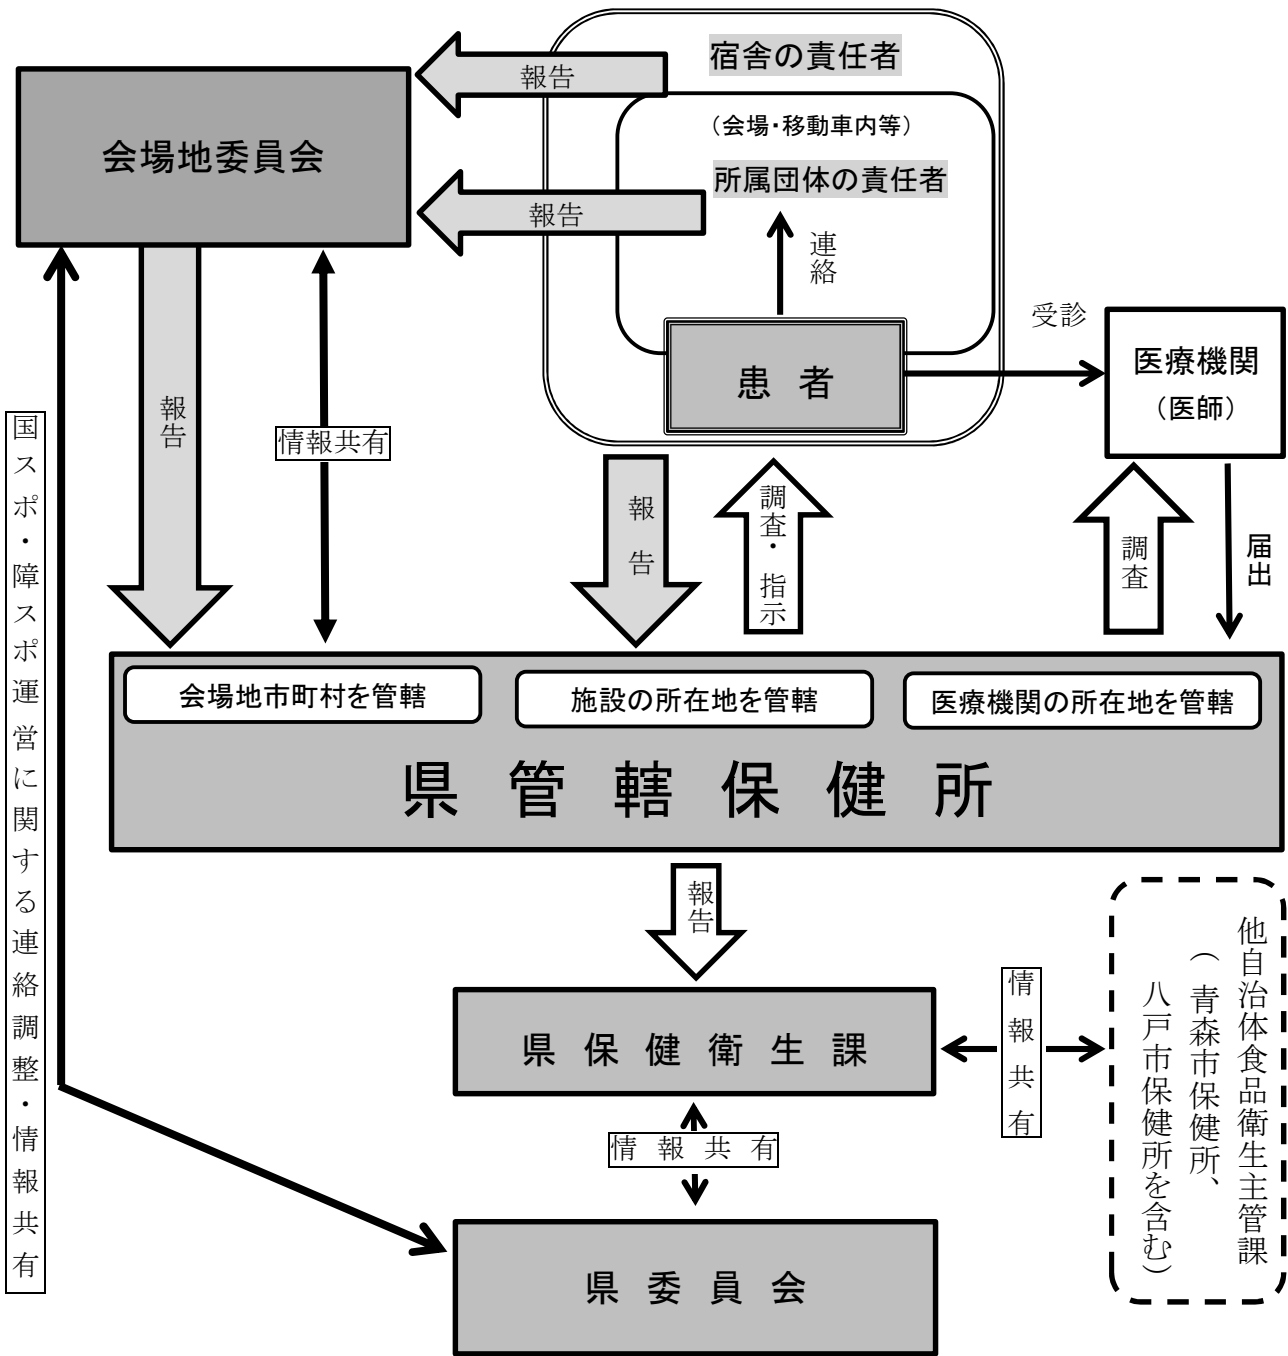 宿舎の責任者
報告
(会場・移動車内等)
会場地委員会
所属団体の責任者
報告
連絡
受診
医療機関
(医師)
患者
報告
情報共有
国スポ・障スポ運営に関する連絡調整・情報共有
報告
調査・指示
調査
届出
会場地市町村を管轄
施設の所在地を管轄
医療機関の所在地を管轄
県管轄保健所
報告
他自治体食品衛生主管課
(青森市保健所、
八戸市保健所を含む)
情報共有
県保健衛生課
情報共有
県委員会